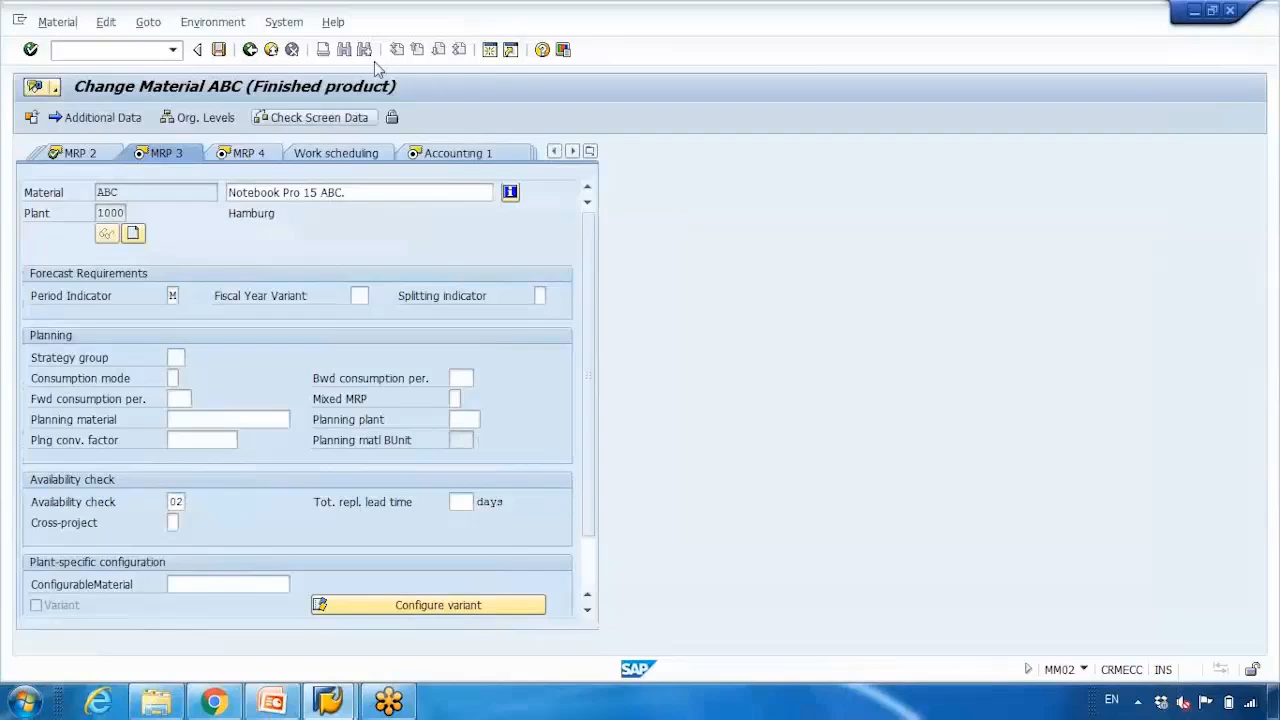 Material Edit Goto Environment System Help
Change Material ABC (Finished product)
Additional Data Org. Levels Check Screen Data
MRP 2 MRP 3 MRP 4 Work scheduling Accounting 1
Material ABC Notebook Pro 15 ABC.
Plant 1000 Hamburg
Forecast Requirements
Period Indicator M Fiscal Year Variant Splitting indicator
Planning
Strategy group
Consumption mode Bwd consumption per.
Fwd consumption per. Mixed MRP
Planning material Planning plant
Plng conv. factor Planning matl BUnit
Availability check
Availability check 02 Tot. repl. lead time days
Cross-project
Plant-specific configuration
ConfigurableMaterial
Variant Configure variant
SAP MM02 CRMECC INS
EN